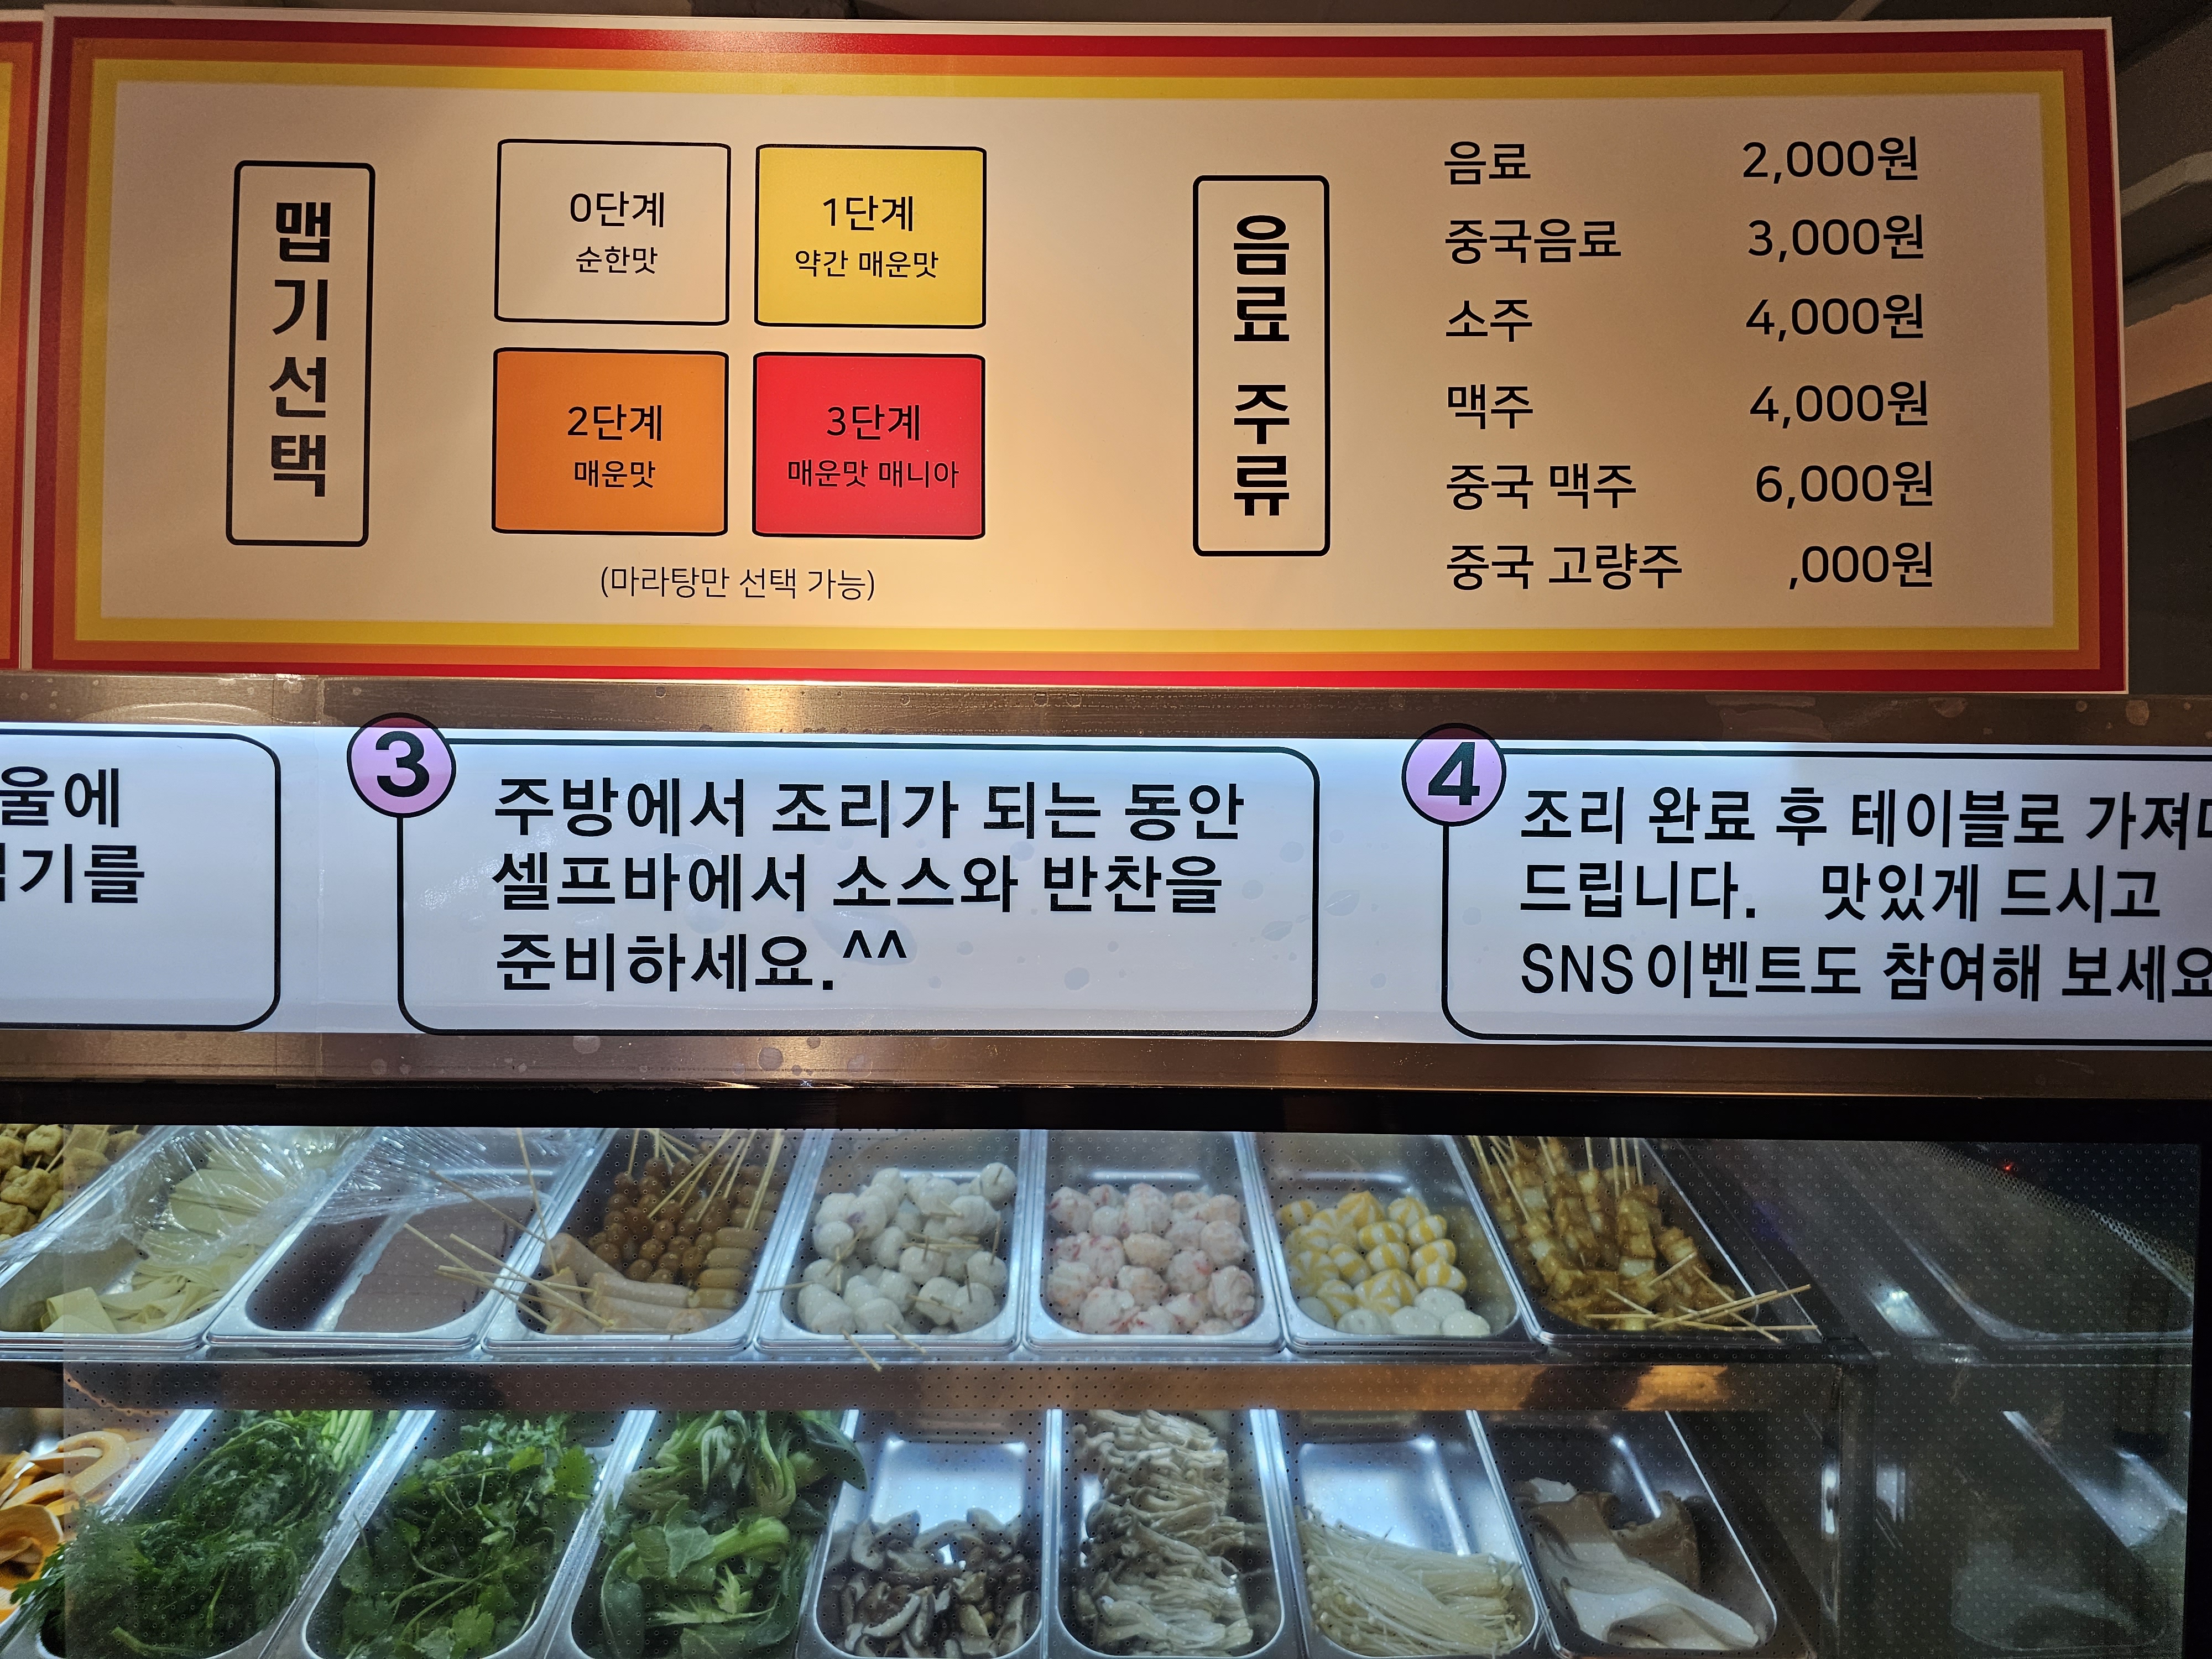 맵기선택
0단계
순한맛
1단계
약간 매운맛
2단계
매운맛
3단계
매운맛 매니아
(마라탕만 선택 가능)
음료 주류
음료 2,000원
중국음료 3,000원
소주 4,000원
맥주 4,000원
중국 맥주 6,000원
중국 고량주 ,000원
울에
기를
3
주방에서 조리가 되는 동안
셀프바에서 소스와 반찬을
준비하세요.^^
4
조리 완료 후 테이블로 가져다
드립니다. 맛있게 드시고
SNS이벤트도 참여해 보세요